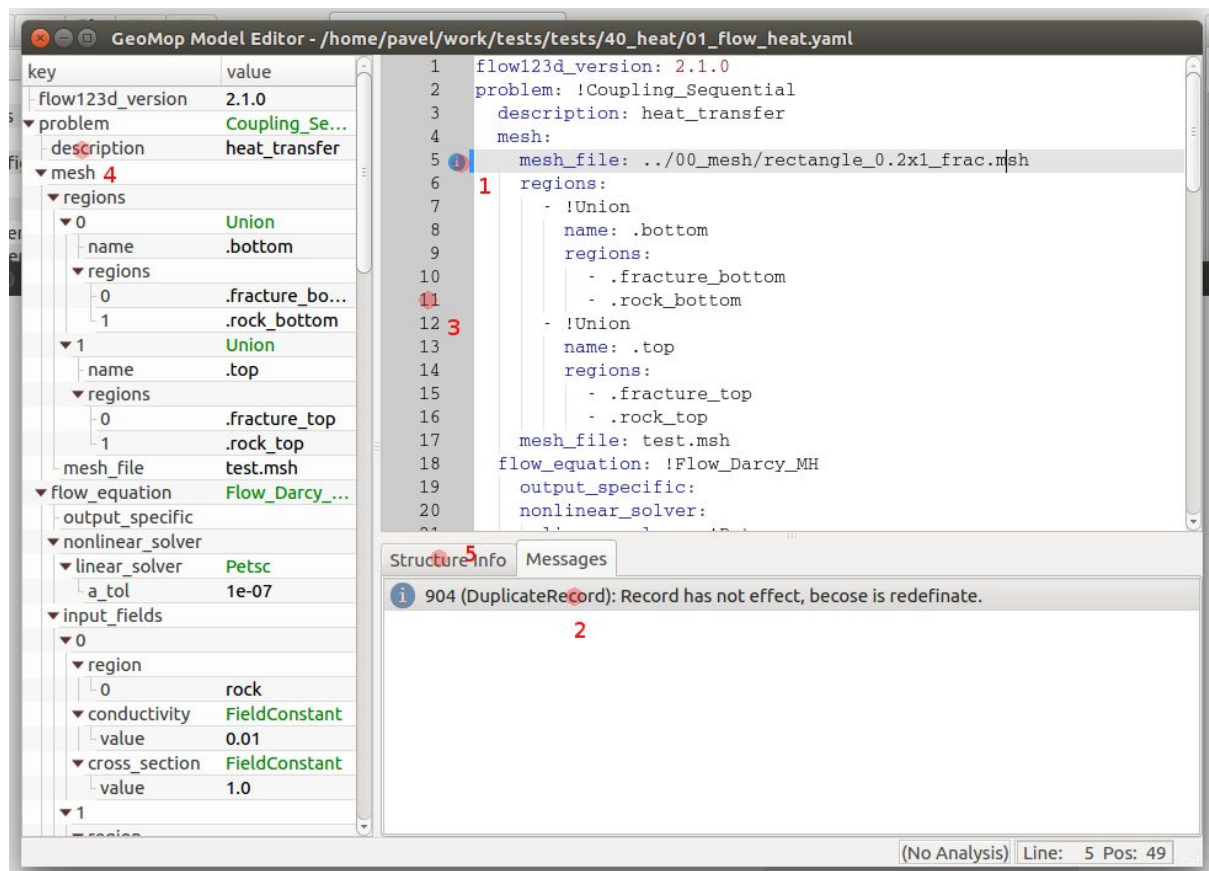 GeoMop Model Editor - /home/pavel/work/tests/tests/40_heat/01_flow_heat.yaml
key value
flow123d_version 2.1.0
problem Coupling_Se...
description heat_transfer
mesh 4
regions
0 Union
name .bottom
regions
0 .fracture_bo...
1 .rock_bottom
1 Union
name .top
regions
0 .fracture_top
1 .rock_top
mesh_file test.msh
flow_equation Flow_Darcy_...
output_specific
nonlinear_solver
linear_solver Petsc
a_tol 1e-07
input_fields
0
region
0 rock
conductivity FieldConstant
value 0.01
cross_section FieldConstant
value 1.0
1
1 flow123d_version: 2.1.0
2 problem: !Coupling_Sequential
3 description: heat_transfer
4 mesh:
5 mesh_file: ../00_mesh/rectangle_0.2x1_frac.msh
6 1 regions:
7 - !Union
8 name: .bottom
9 regions:
10 - .fracture_bottom
11 - .rock_bottom
12 3 - !Union
13 name: .top
14 regions:
15 - .fracture_top
16 - .rock_top
17 mesh_file: test.msh
18 flow_equation: !Flow_Darcy_MH
19 output_specific:
20 nonlinear_solver:
Structure Info 5 Messages
i 904 (DuplicateRecord): Record has not effect, becose is redefinate.
2
(No Analysis) Line: 5 Pos: 49